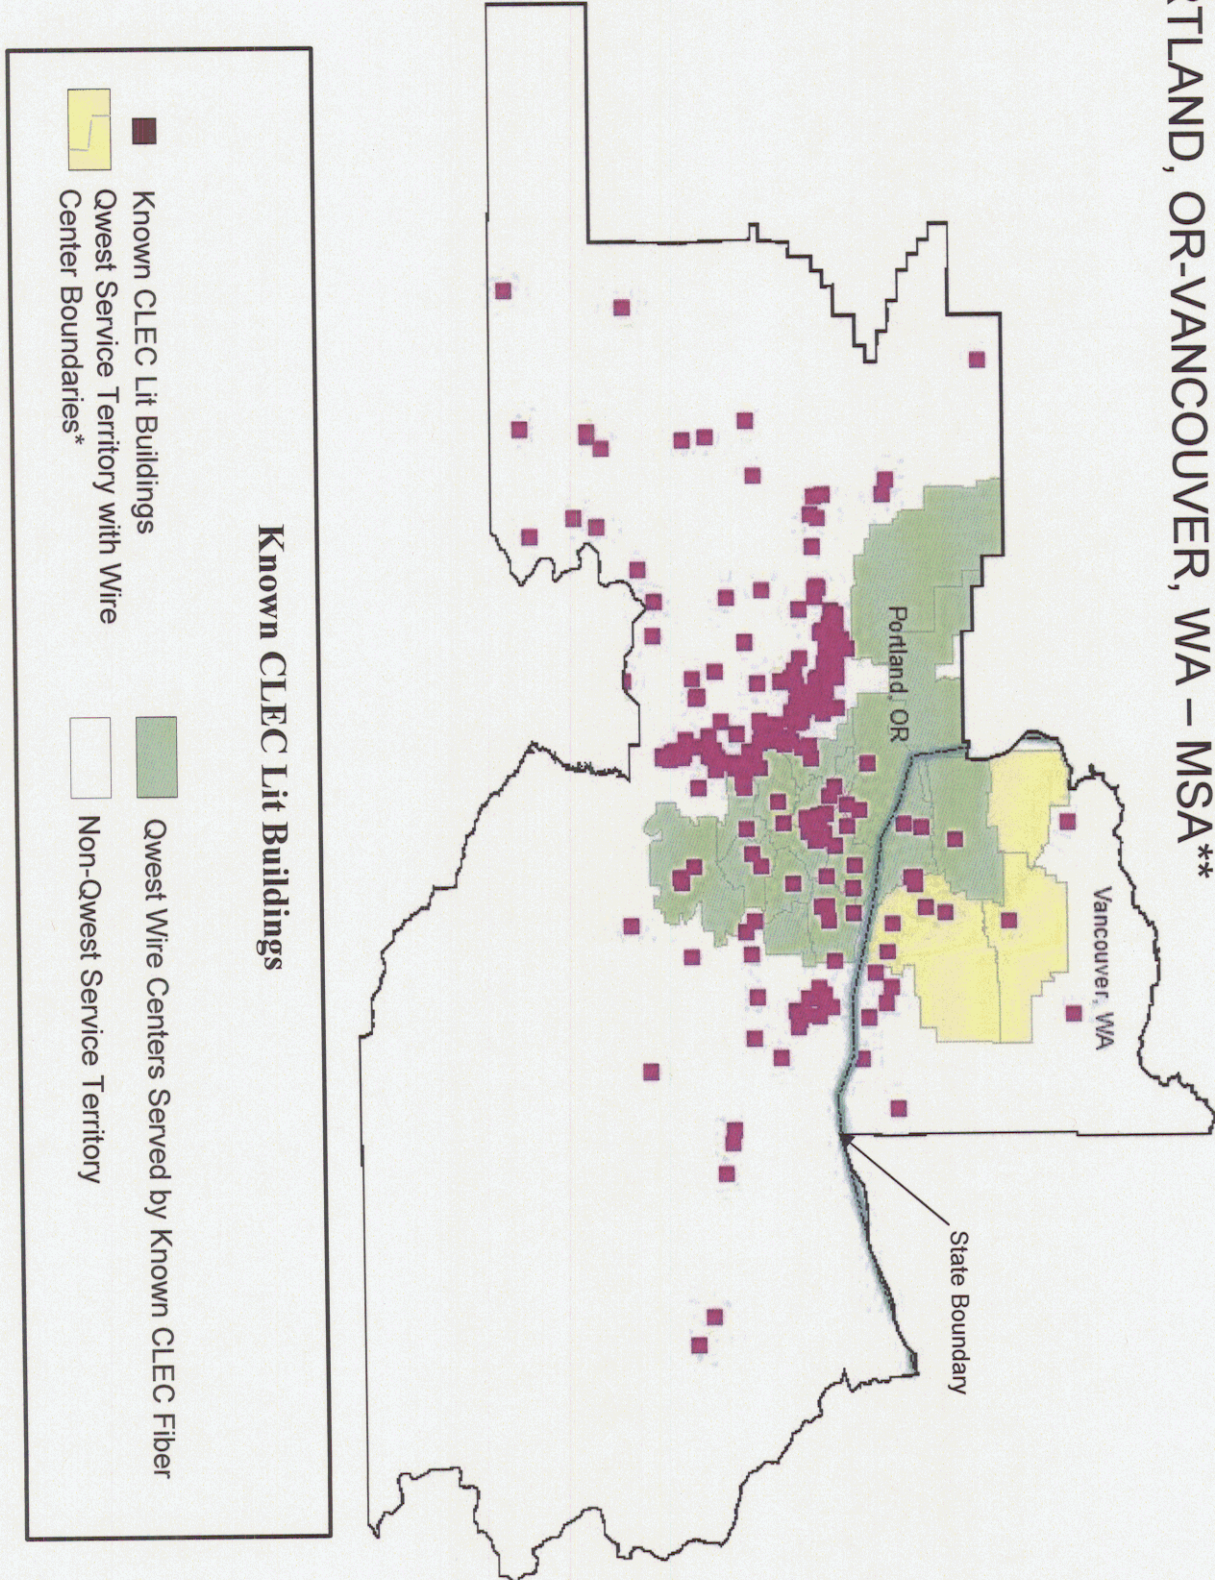 RTLAND, OR-VANCOUVER, WA – MSA**
Vancouver, WA
Portland, OR
State Boundary
Known CLEC Lit Buildings
Known CLEC Lit Buildings
Qwest Service Territory with Wire
Center Boundaries*
Qwest Wire Centers Served by Known CLEC Fiber
Non-Qwest Service Territory